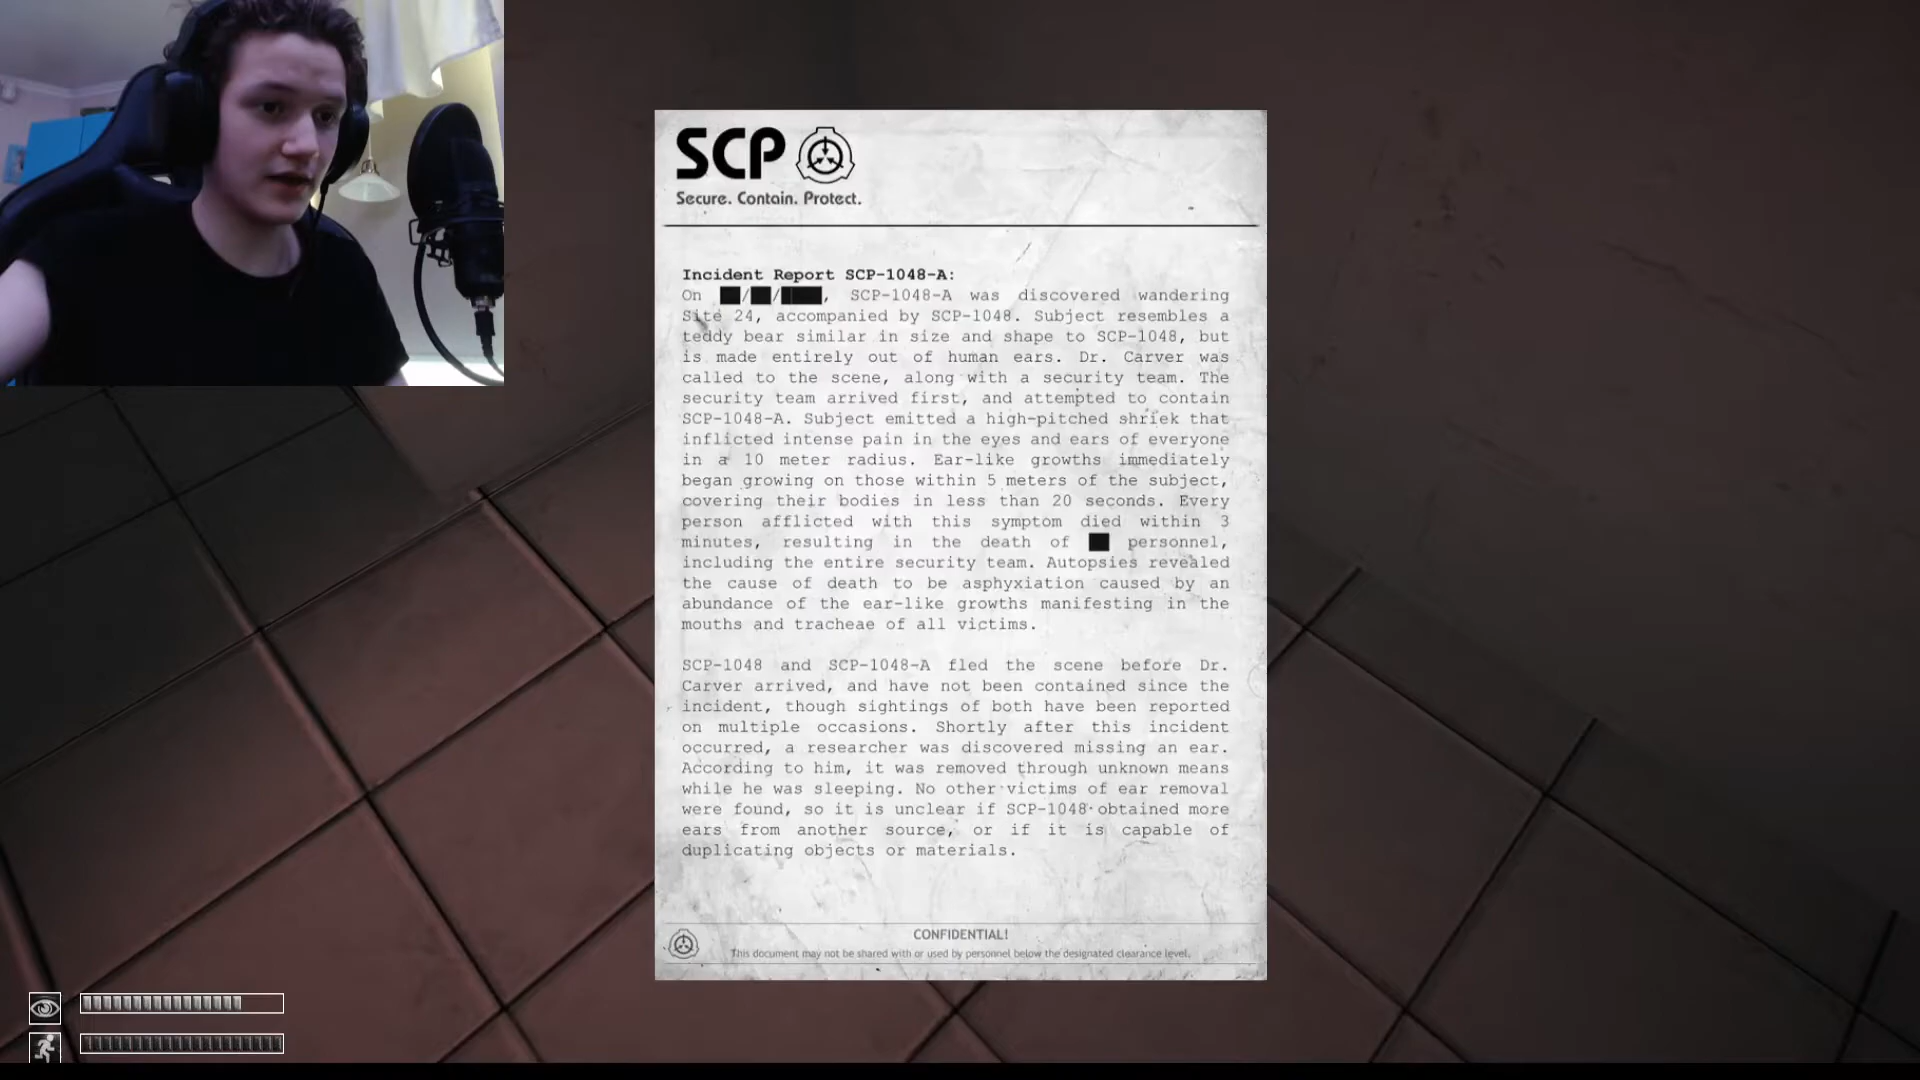 SCP
Secure. Contain. Protect.
Incident Report SCP-1048-A:
On ██/██/████, SCP-1048-A was discovered wandering
Site 24, accompanied by SCP-1048. Subject resembles a
teddy bear similar in size and shape to SCP-1048, but
is made entirely out of human ears. Dr. Carver was
called to the scene, along with a security team. The
security team arrived first, and attempted to contain
SCP-1048-A. Subject emitted a high-pitched shriek that
inflicted intense pain in the eyes and ears of everyone
in a 10 meter radius. Ear-like growths immediately
began growing on those within 5 meters of the subject,
covering their bodies in less than 20 seconds. Every
person afflicted with this symptom died within 3
minutes, resulting in the death of ██ personnel,
including the entire security team. Autopsies revealed
the cause of death to be asphyxiation caused by an
abundance of the ear-like growths manifesting in the
mouths and tracheae of all victims.
SCP-1048 and SCP-1048-A fled the scene before Dr.
Carver arrived, and have not been contained since the
incident, though sightings of both have been reported
on multiple occasions. Shortly after this incident
occurred, a researcher was discovered missing an ear.
According to him, it was removed through unknown means
while he was sleeping. No other victims of ear removal
were found, so it is unclear if SCP-1048 obtained more
ears from another source, or if it is capable of
duplicating objects or materials.
CONFIDENTIAL!
This document may not be shared with or used by personnel below the designated clearance level.